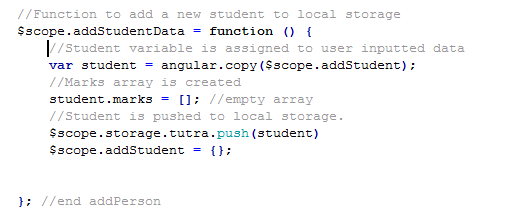 //Function to add a new student to local storage
$scope.addStudentData = function () {
//Student variable is assigned to user inputted data
var student = angular.copy($scope.addStudent);
//Marks array is created
student.marks = []; //empty array
//Student is pushed to local storage.
$scope.storage.tutra.push(student)
$scope.addStudent = {};
}; //end addPerson